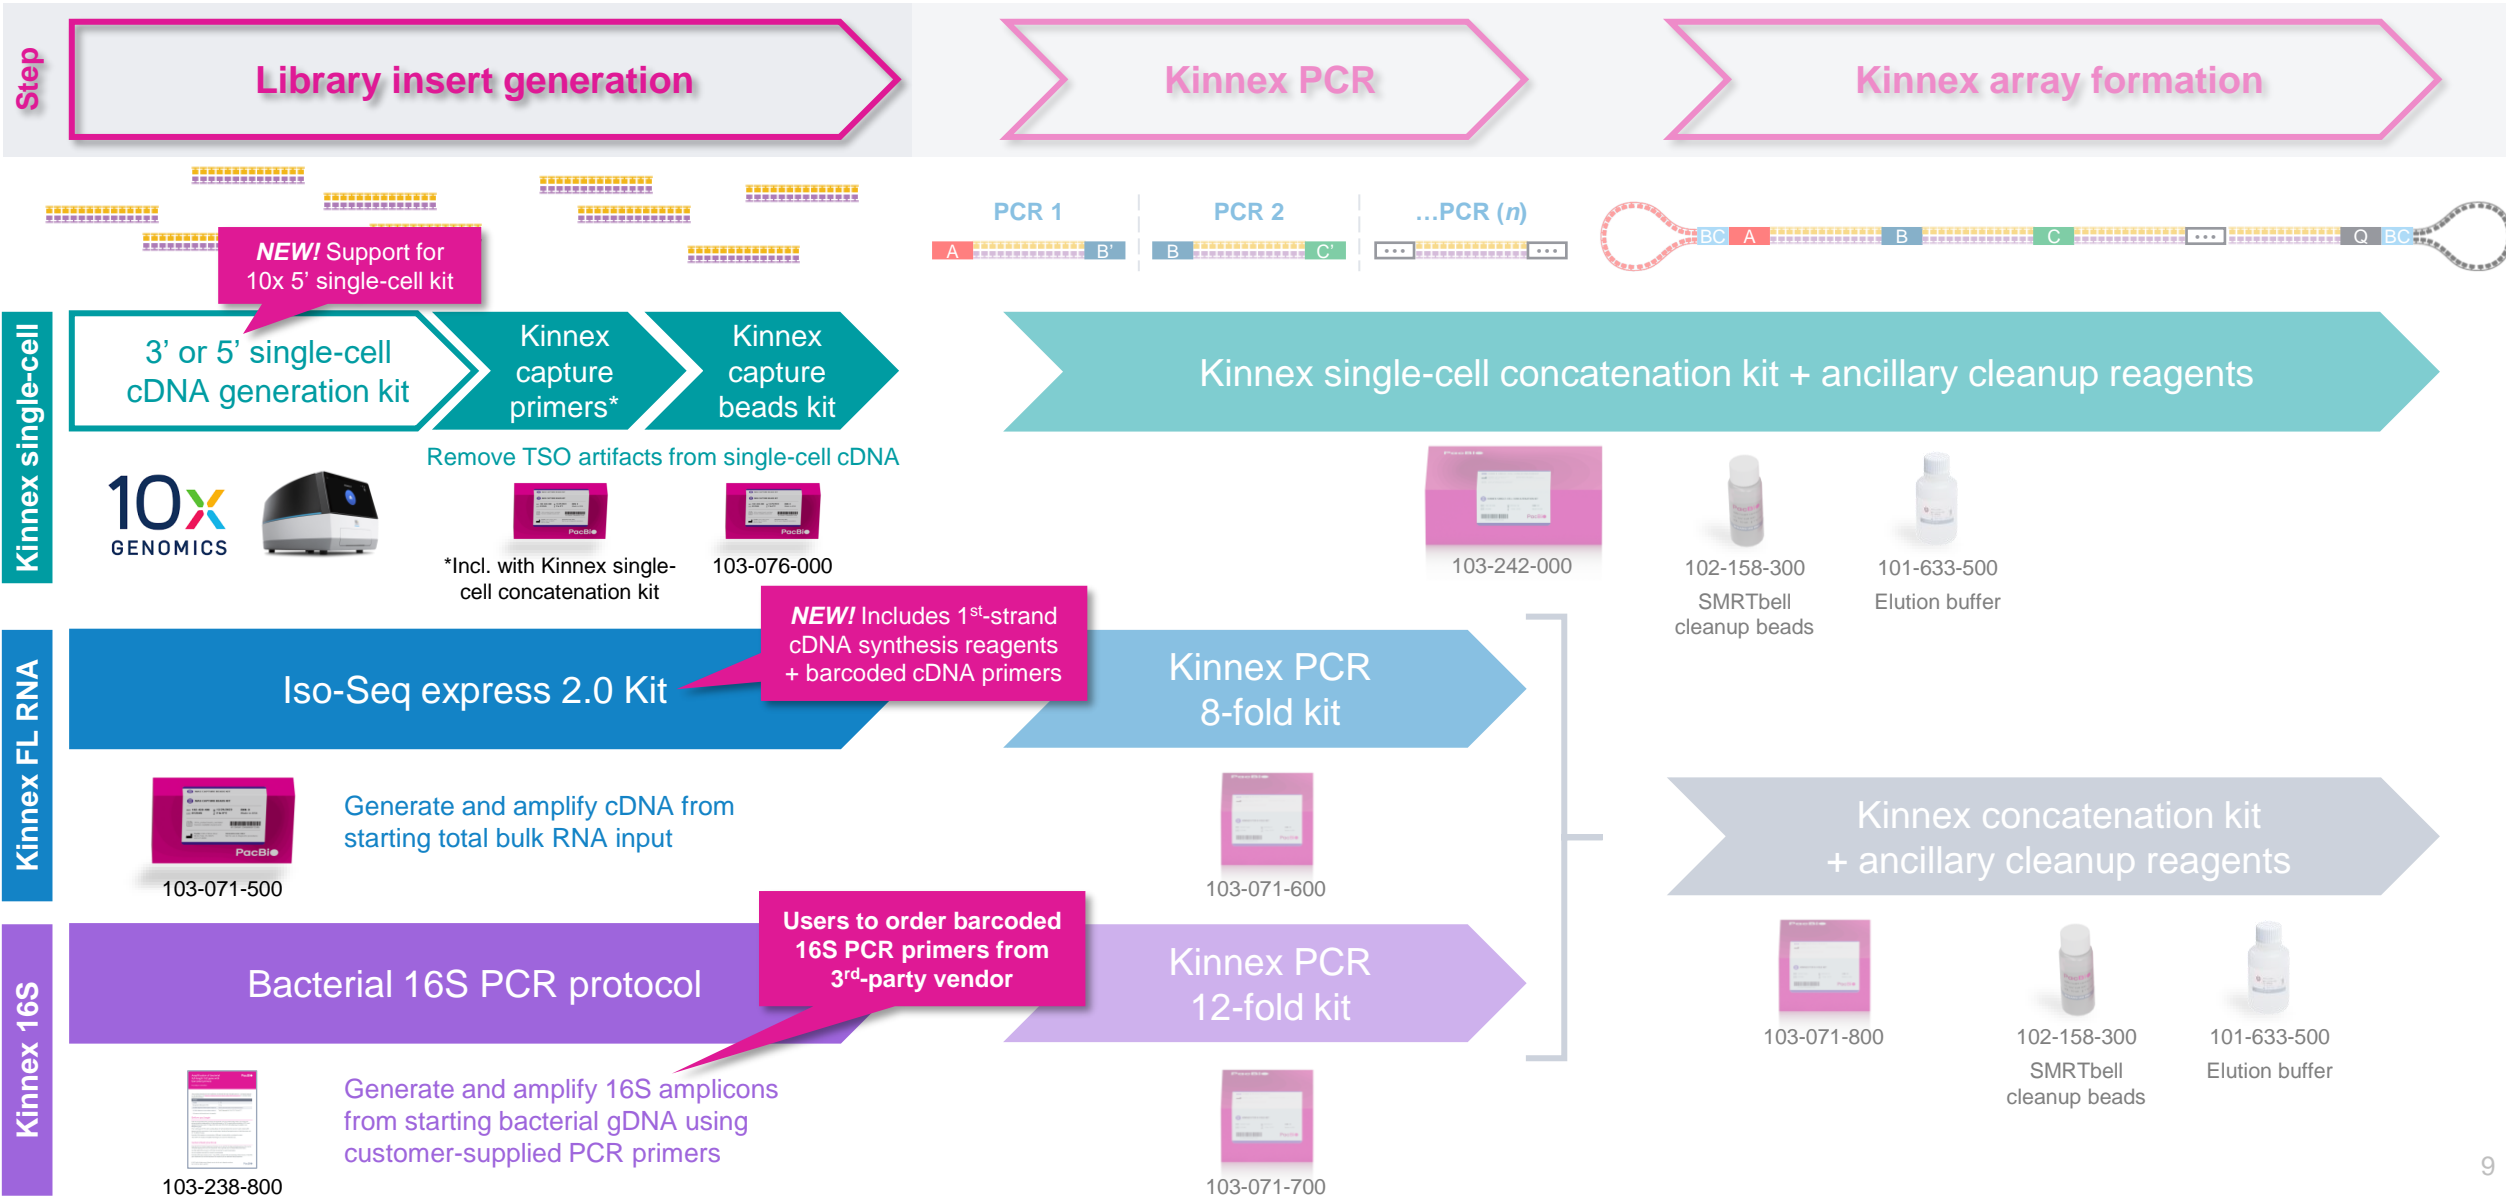 Step
Library insert generation
Kinnex PCR
Kinnex array formation
PCR 1
PCR 2
…PCR (n)
A
B'
B
C'
...
...
BC
A
B
C
...
Q
BC
NEW! Support for
10x 5' single-cell kit
Kinnex single-cell
3' or 5' single-cell
cDNA generation kit
Kinnex
capture
primers*
Kinnex
capture
beads kit
Kinnex single-cell concatenation kit + ancillary cleanup reagents
Remove TSO artifacts from single-cell cDNA
10x
GENOMICS
PacBio
PacBio
*Incl. with Kinnex single-
cell concatenation kit
103-076-000
PacBio
PacBio
103-242-000
102-158-300
SMRTbell
cleanup beads
101-633-500
Elution buffer
Kinnex FL RNA
Iso-Seq express 2.0 Kit
NEW! Includes 1st-strand
cDNA synthesis reagents
+ barcoded cDNA primers
Kinnex PCR
8-fold kit
PacBio
103-071-500
Generate and amplify cDNA from
starting total bulk RNA input
PacBio
103-071-600
Kinnex concatenation kit
+ ancillary cleanup reagents
Kinnex 16S
Bacterial 16S PCR protocol
Users to order barcoded
16S PCR primers from
3rd-party vendor
Kinnex PCR
12-fold kit
103-071-800
102-158-300
SMRTbell
cleanup beads
101-633-500
Elution buffer
103-238-800
Generate and amplify 16S amplicons
from starting bacterial gDNA using
customer-supplied PCR primers
103-071-700
9